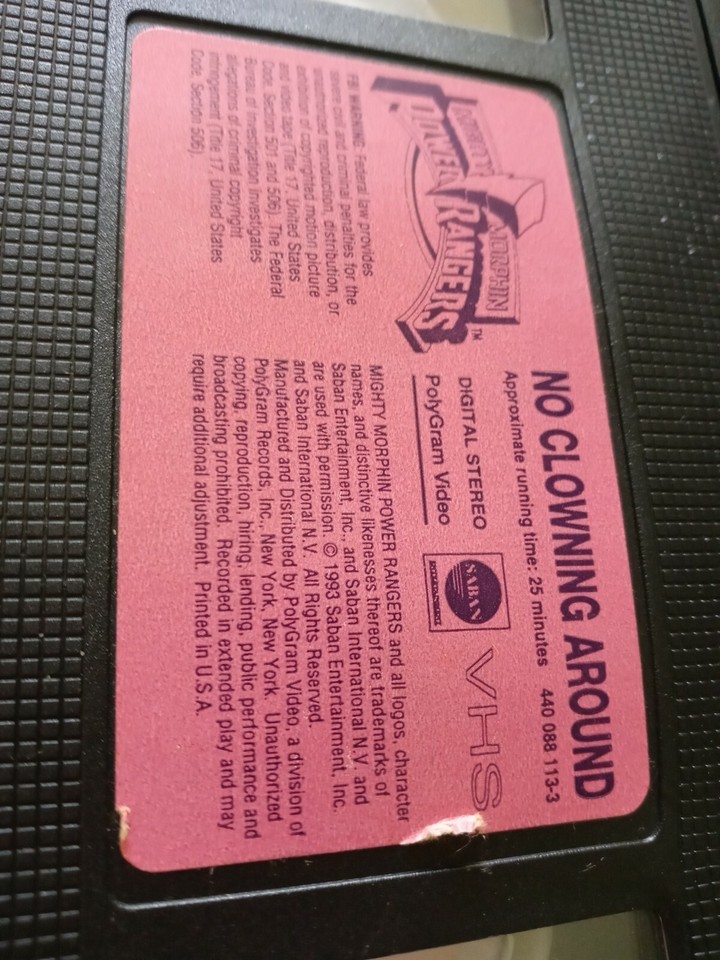 MIGHTY MORPHIN
POWER RANGERS™
NO CLOWNING AROUND
Approximate running time: 25 minutes 440 088 113-3
DIGITAL STEREO
PolyGram Video
SABAN
ENTERTAINMENT
VHS
FBI WARNING: Federal law provides
severe civil and criminal penalties for the
unauthorized reproduction, distribution, or
exhibition of copyrighted motion picture
and video tape (Title 17, United States
Code, Section 501 and 506). The Federal
Bureau of Investigation investigates
allegations of criminal copyright
infringement (Title 17, United States
Code, Section 506).
MIGHTY MORPHIN POWER RANGERS and all logos, character
names, and distinctive likenesses thereof are trademarks of
Saban Entertainment, Inc., and Saban International N.V. and
are used with permission. © 1993 Saban Entertainment, Inc.
and Saban International N.V. All Rights Reserved.
Manufactured and Distributed by PolyGram Video, a division of
PolyGram Records, Inc., New York, New York. Unauthorized
copying, reproduction, hiring, lending, public performance and
broadcasting prohibited. Recorded in extended play and may
require additional adjustment. Printed in U.S.A.